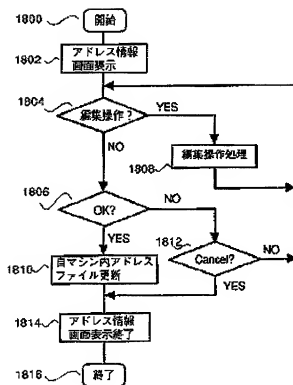 1800
開始
1802
アドレス情報
画面表示
1804
編集操作?
YES
NO
編集操作処理
1808
1806
OK?
NO
YES
1812
Cancel?
NO
YES
1810
自マシン内アドレス
ファイル更新
1814
アドレス情報
画面表示終了
1816
終了